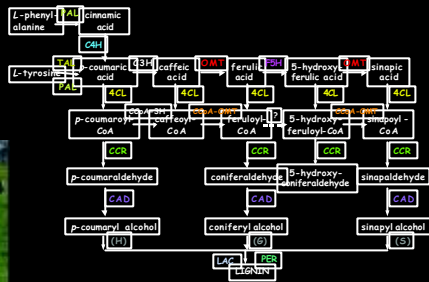 L-phenyl-alanine PAL cinnamic acid
C4H
L-tyrosine TAL PAL p-coumaric acid C3H caffeic acid OMT ferulic acid F5H 5-hydroxy-ferulic acid OMT sinapic acid
4CL 4CL 4CL 4CL 4CL
p-coumaroyl-CoA CCoA-3H caffeoyl-CoA CCoA-OMT feruloyl-CoA ? 5-hydroxy-feruloyl-CoA CCoA-OMT sinapoyl-CoA
CCR CCR CCR CCR
p-coumaraldehyde coniferaldehyde 5-hydroxy-coniferaldehyde sinapaldehyde
CAD CAD CAD
p-coumaryl alcohol coniferyl alcohol sinapyl alcohol
(H) (G) (S)
LAC PER
LIGNIN